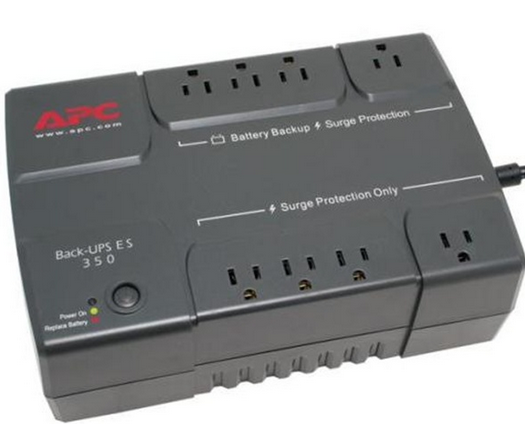 APC
www.apc.com
Battery Backup Surge Protection
Surge Protection Only
Back-UPS ES
350
Power On
Replace Battery